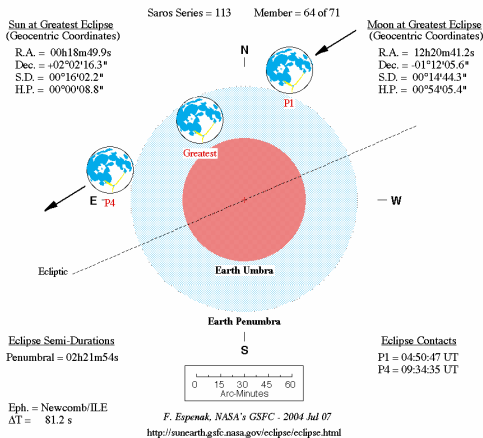 Saros Series = 113 Member = 64 of 71
Sun at Greatest Eclipse
(Geocentric Coordinates)
R.A. = 00h18m49.9s
Dec. = +02°02'16.3"
S.D. = 00°16'02.2"
H.P. = 00°00'08.8"
Moon at Greatest Eclipse
(Geocentric Coordinates)
R.A. = 12h20m41.2s
Dec. = -01°12'05.6"
S.D. = 00°14'44.3"
H.P. = 00°54'05.4"
N
P1
Greatest
E
P4
W
Ecliptic
Earth Umbra
Earth Penumbra
S
Eclipse Semi-Durations
Penumbral = 02h21m54s
Eclipse Contacts
P1 = 04:50:47 UT
P4 = 09:34:35 UT
0 15 30 45 60
Arc-Minutes
Eph. = Newcomb/ILE
ΔT = 81.2 s
F. Espenak, NASA's GSFC - 2004 Jul 07
http://sunearth.gsfc.nasa.gov/eclipse/eclipse.html